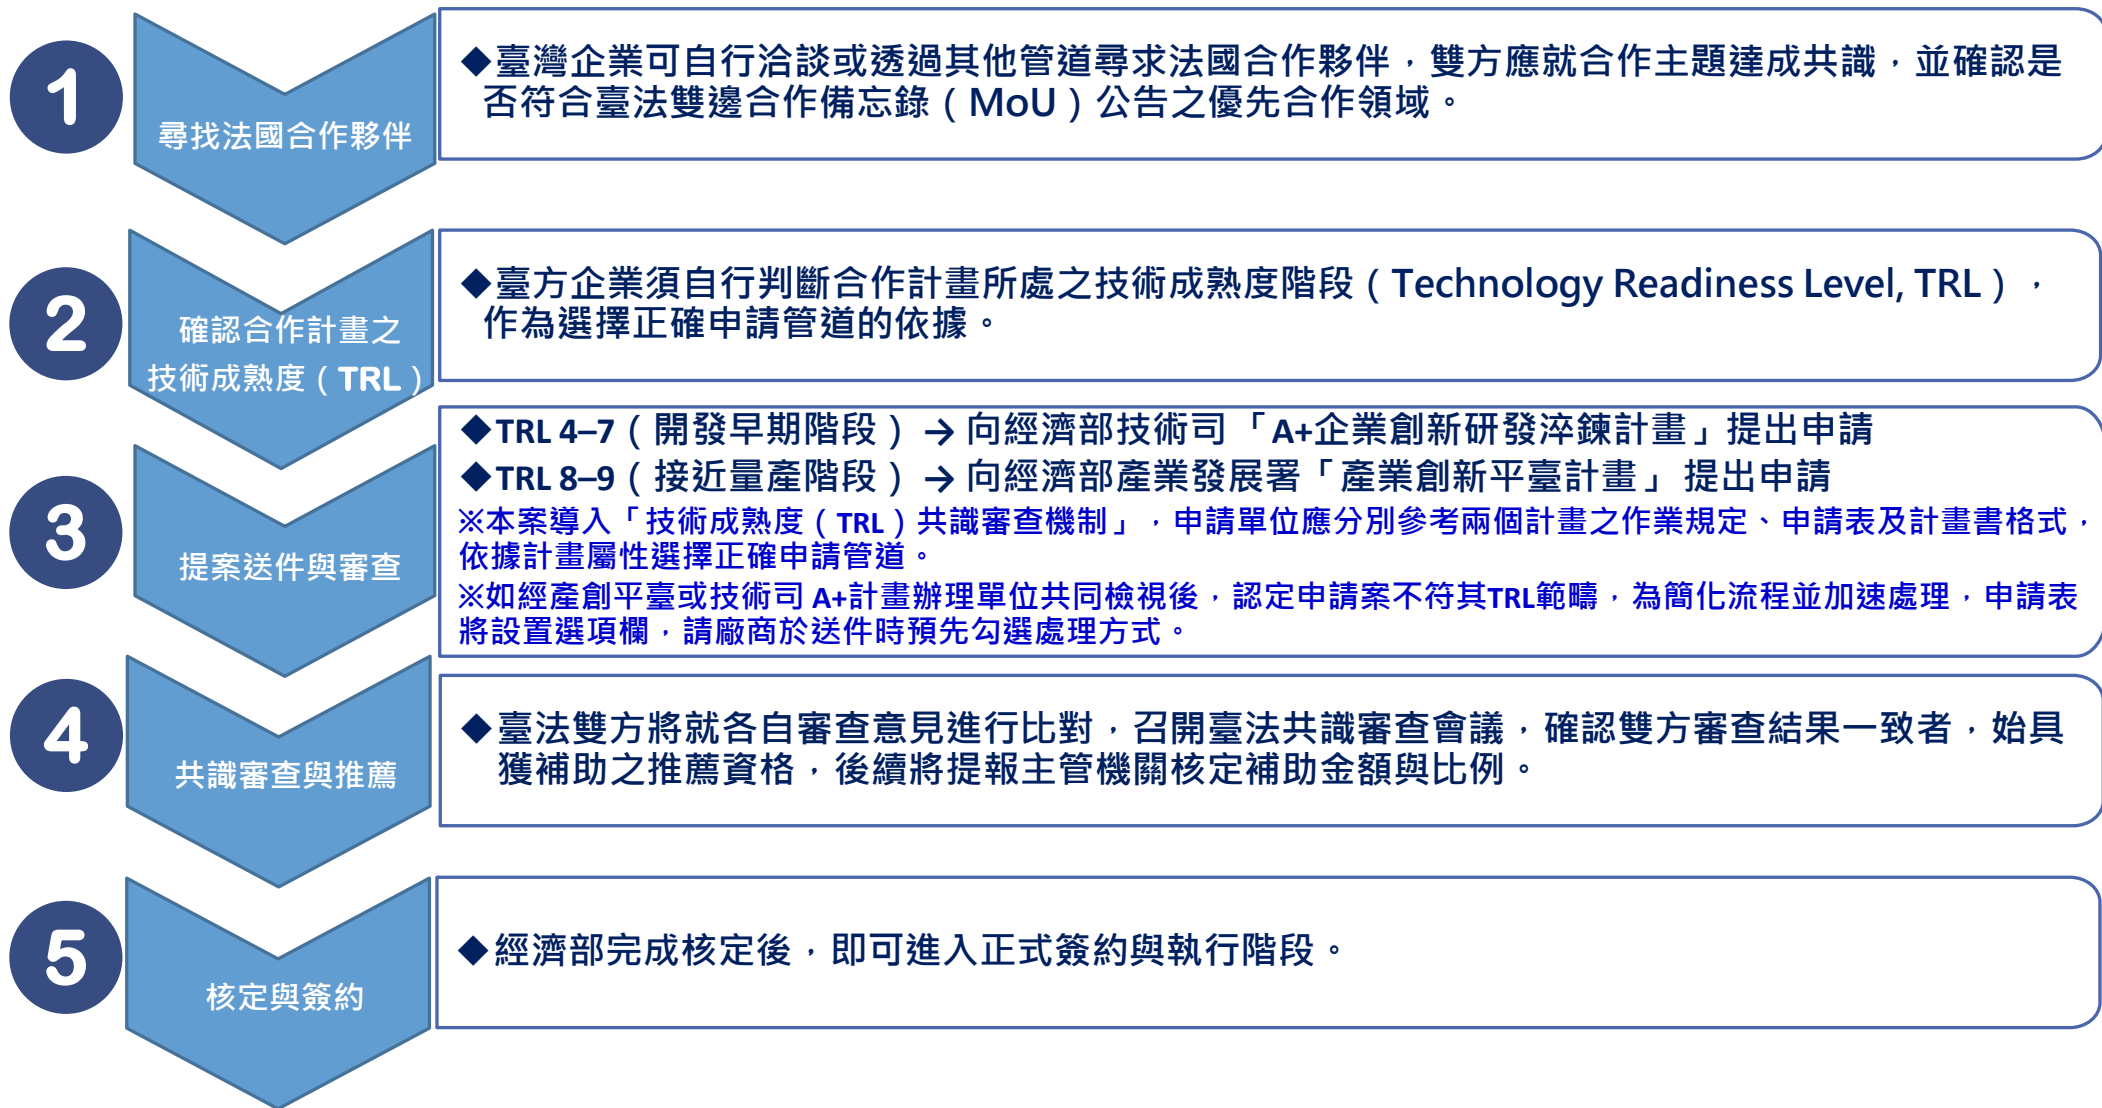 1
尋找法國合作夥伴
◆臺灣企業可自行洽談或透過其他管道尋求法國合作夥伴，雙方應就合作主題達成共識，並確認是
否符合臺法雙邊合作備忘錄（MoU）公告之優先合作領域。
2
確認合作計畫之
技術成熟度（TRL）
◆臺方企業須自行判斷合作計畫所處之技術成熟度階段（Technology Readiness Level, TRL），
作為選擇正確申請管道的依據。
3
提案送件與審查
◆TRL 4–7（開發早期階段）→ 向經濟部技術司「A+企業創新研發淬鍊計畫」提出申請
◆TRL 8–9（接近量產階段）→ 向經濟部產業發展署「產業創新平臺計畫」提出申請
※本案導入「技術成熟度（TRL）共識審查機制」，申請單位應分別參考兩個計畫之作業規定、申請表及計畫書格式，
依據計畫屬性選擇正確申請管道。
※如經產創平臺或技術司 A+計畫辦理單位共同檢視後，認定申請案不符其TRL範疇，為簡化流程並加速處理，申請表
將設置選項欄，請廠商於送件時預先勾選處理方式。
4
共識審查與推薦
◆臺法雙方將就各自審查意見進行比對，召開臺法共識審查會議，確認雙方審查結果一致者，始具
獲補助之推薦資格，後續將提報主管機關核定補助金額與比例。
5
核定與簽約
◆經濟部完成核定後，即可進入正式簽約與執行階段。